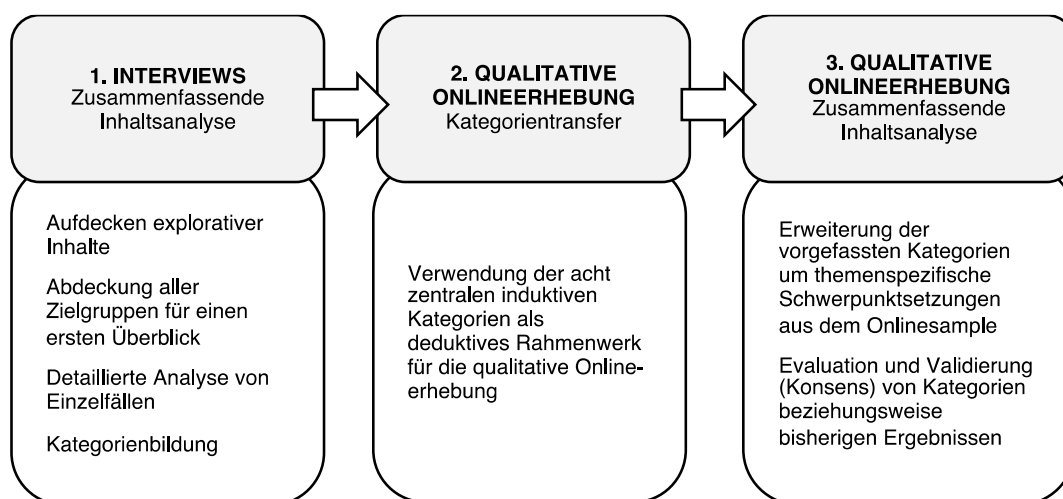 1. INTERVIEWS
Zusammenfassende
Inhaltsanalyse
Aufdecken explorativer
Inhalte
Abdeckung aller
Zielgruppen für einen
ersten Überblick
Detaillierte Analyse von
Einzelfällen
Kategorienbildung
2. QUALITATIVE
ONLINEERHEBUNG
Kategorientransfer
Verwendung der acht
zentralen induktiven
Kategorien als
deduktives Rahmenwerk
für die qualitative Online-
erhebung
3. QUALITATIVE
ONLINEERHEBUNG
Zusammenfassende
Inhaltsanalyse
Erweiterung der
vorgefassten Kategorien
um themenspezifische
Schwerpunktsetzungen
aus dem Onlinesample
Evaluation und Validierung
(Konsens) von Kategorien
beziehungsweise
bisherigen Ergebnissen